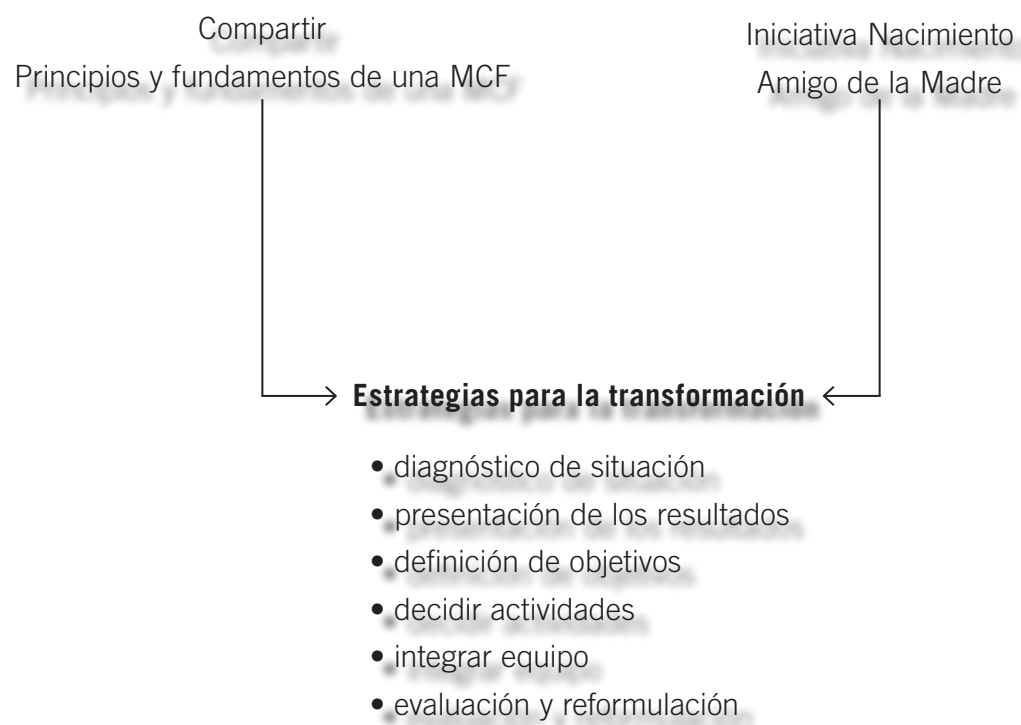 Compartir
Principios y fundamentos de una MCF
Iniciativa Nacimiento
Amigo de la Madre
Estrategias para la transformación
• diagnóstico de situación
• presentación de los resultados
• definición de objetivos
• decidir actividades
• integrar equipo
• evaluación y reformulación